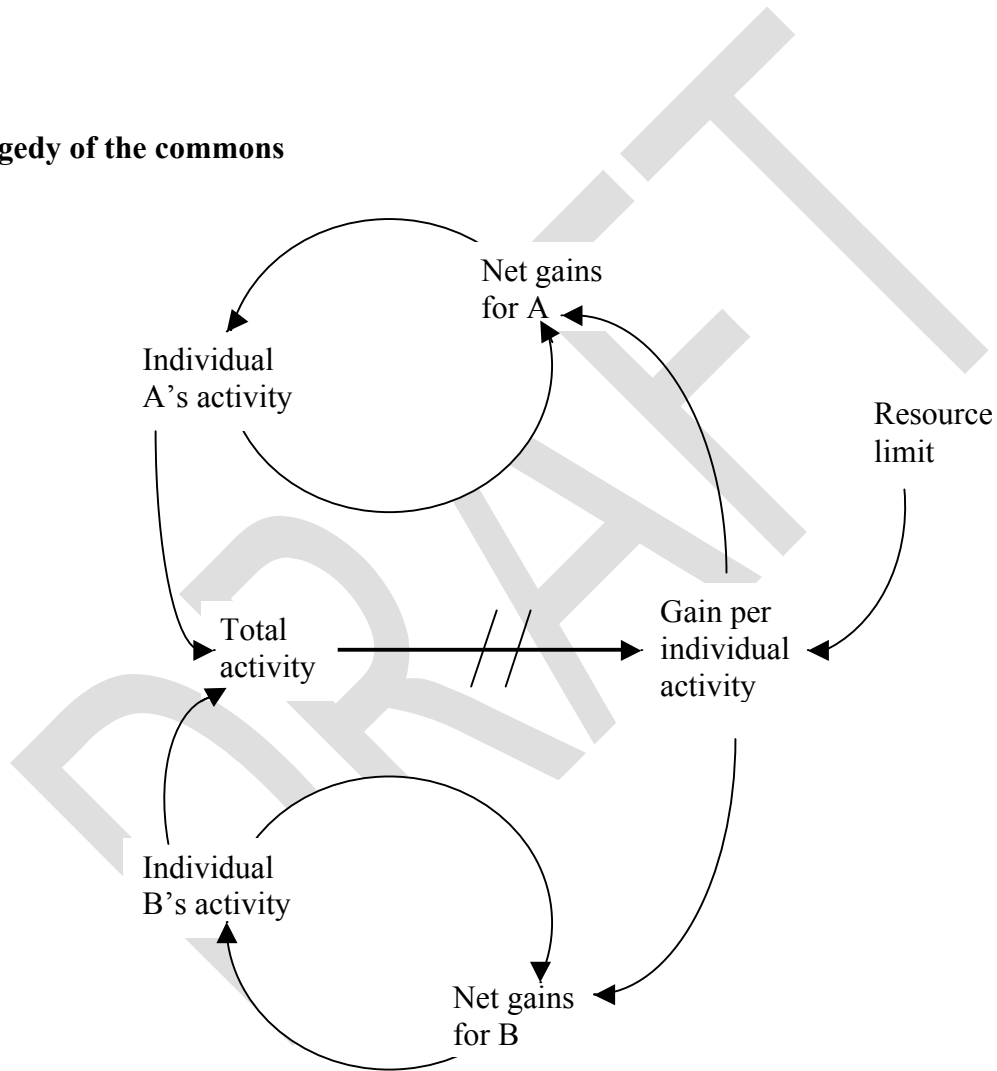 gedy of the commons
Net gains
for A
Individual
A’s activity
Resource
limit
Gain per
individual
activity
Total
activity
Individual
B’s activity
Net gains
for B
DRAFT